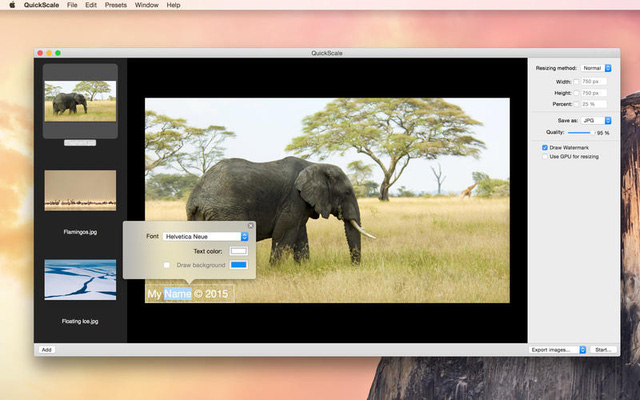 QuickScale File Edit Presets Window Help
QuickScale
Resizing method: Normal
Width: 750 px
Height: 750 px
Percent: 25 %
Save as: JPG
Quality: 95 %
Draw Watermark
Use GPU for resizing
Flamingos.jpg
Floating Ice.jpg
Font Helvetica Neue
Text color:
Draw background
My Name © 2015
Add
Export images...
Start...